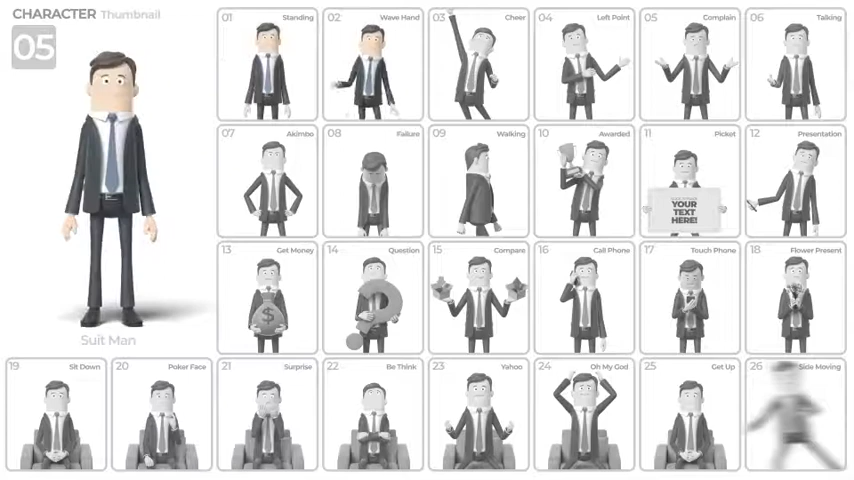 CHARACTER Thumbnail
05
Suit Man
01 Standing
02 Wave Hand
03 Cheer
04 Left Point
05 Complain
06 Talking
07 Akimbo
08 Failure
09 Walking
10 Awarded
11 Picket
YOUR
TEXT
HERE!
12 Presentation
13 Get Money
$
14 Question
?
15 Compare
16 Call Phone
17 Touch Phone
18 Flower Present
19 Sit Down
20 Poker Face
21 Surprise
22 Be Think
23 Yahoo
24 Oh My God
25 Get Up
26 Side Moving